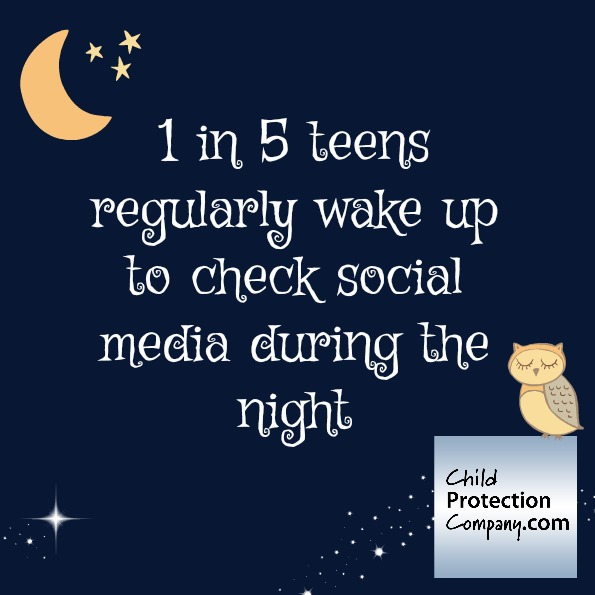 1 in 5 teens
regularly wake up
to check social
media during the
night
Child
Protection
Company.com